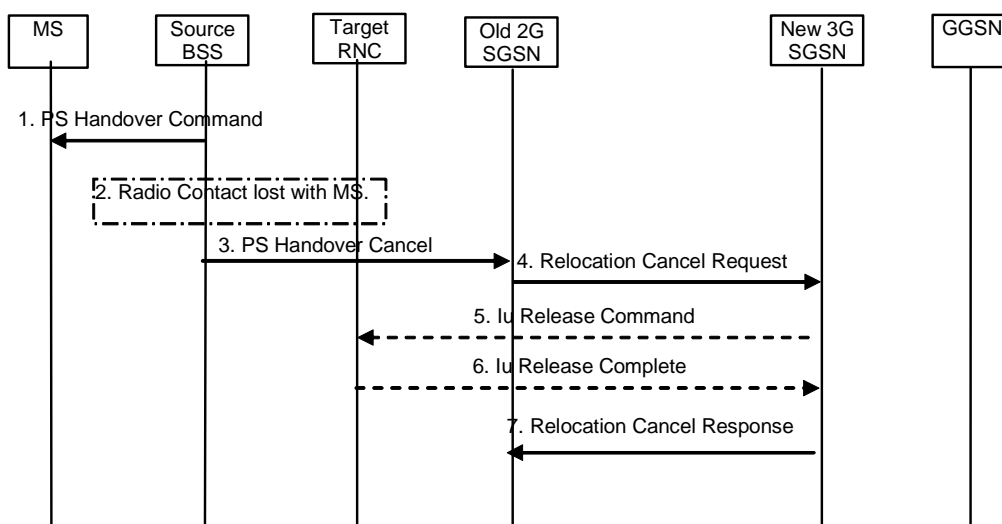 MS
Source
BSS
Target
RNC
Old 2G
SGSN
New 3G
SGSN
GGSN
1. PS Handover Command
2. Radio Contact lost with MS.
3. PS Handover Cancel
4. Relocation Cancel Request
5. Iu Release Command
6. Iu Release Complete
7. Relocation Cancel Response